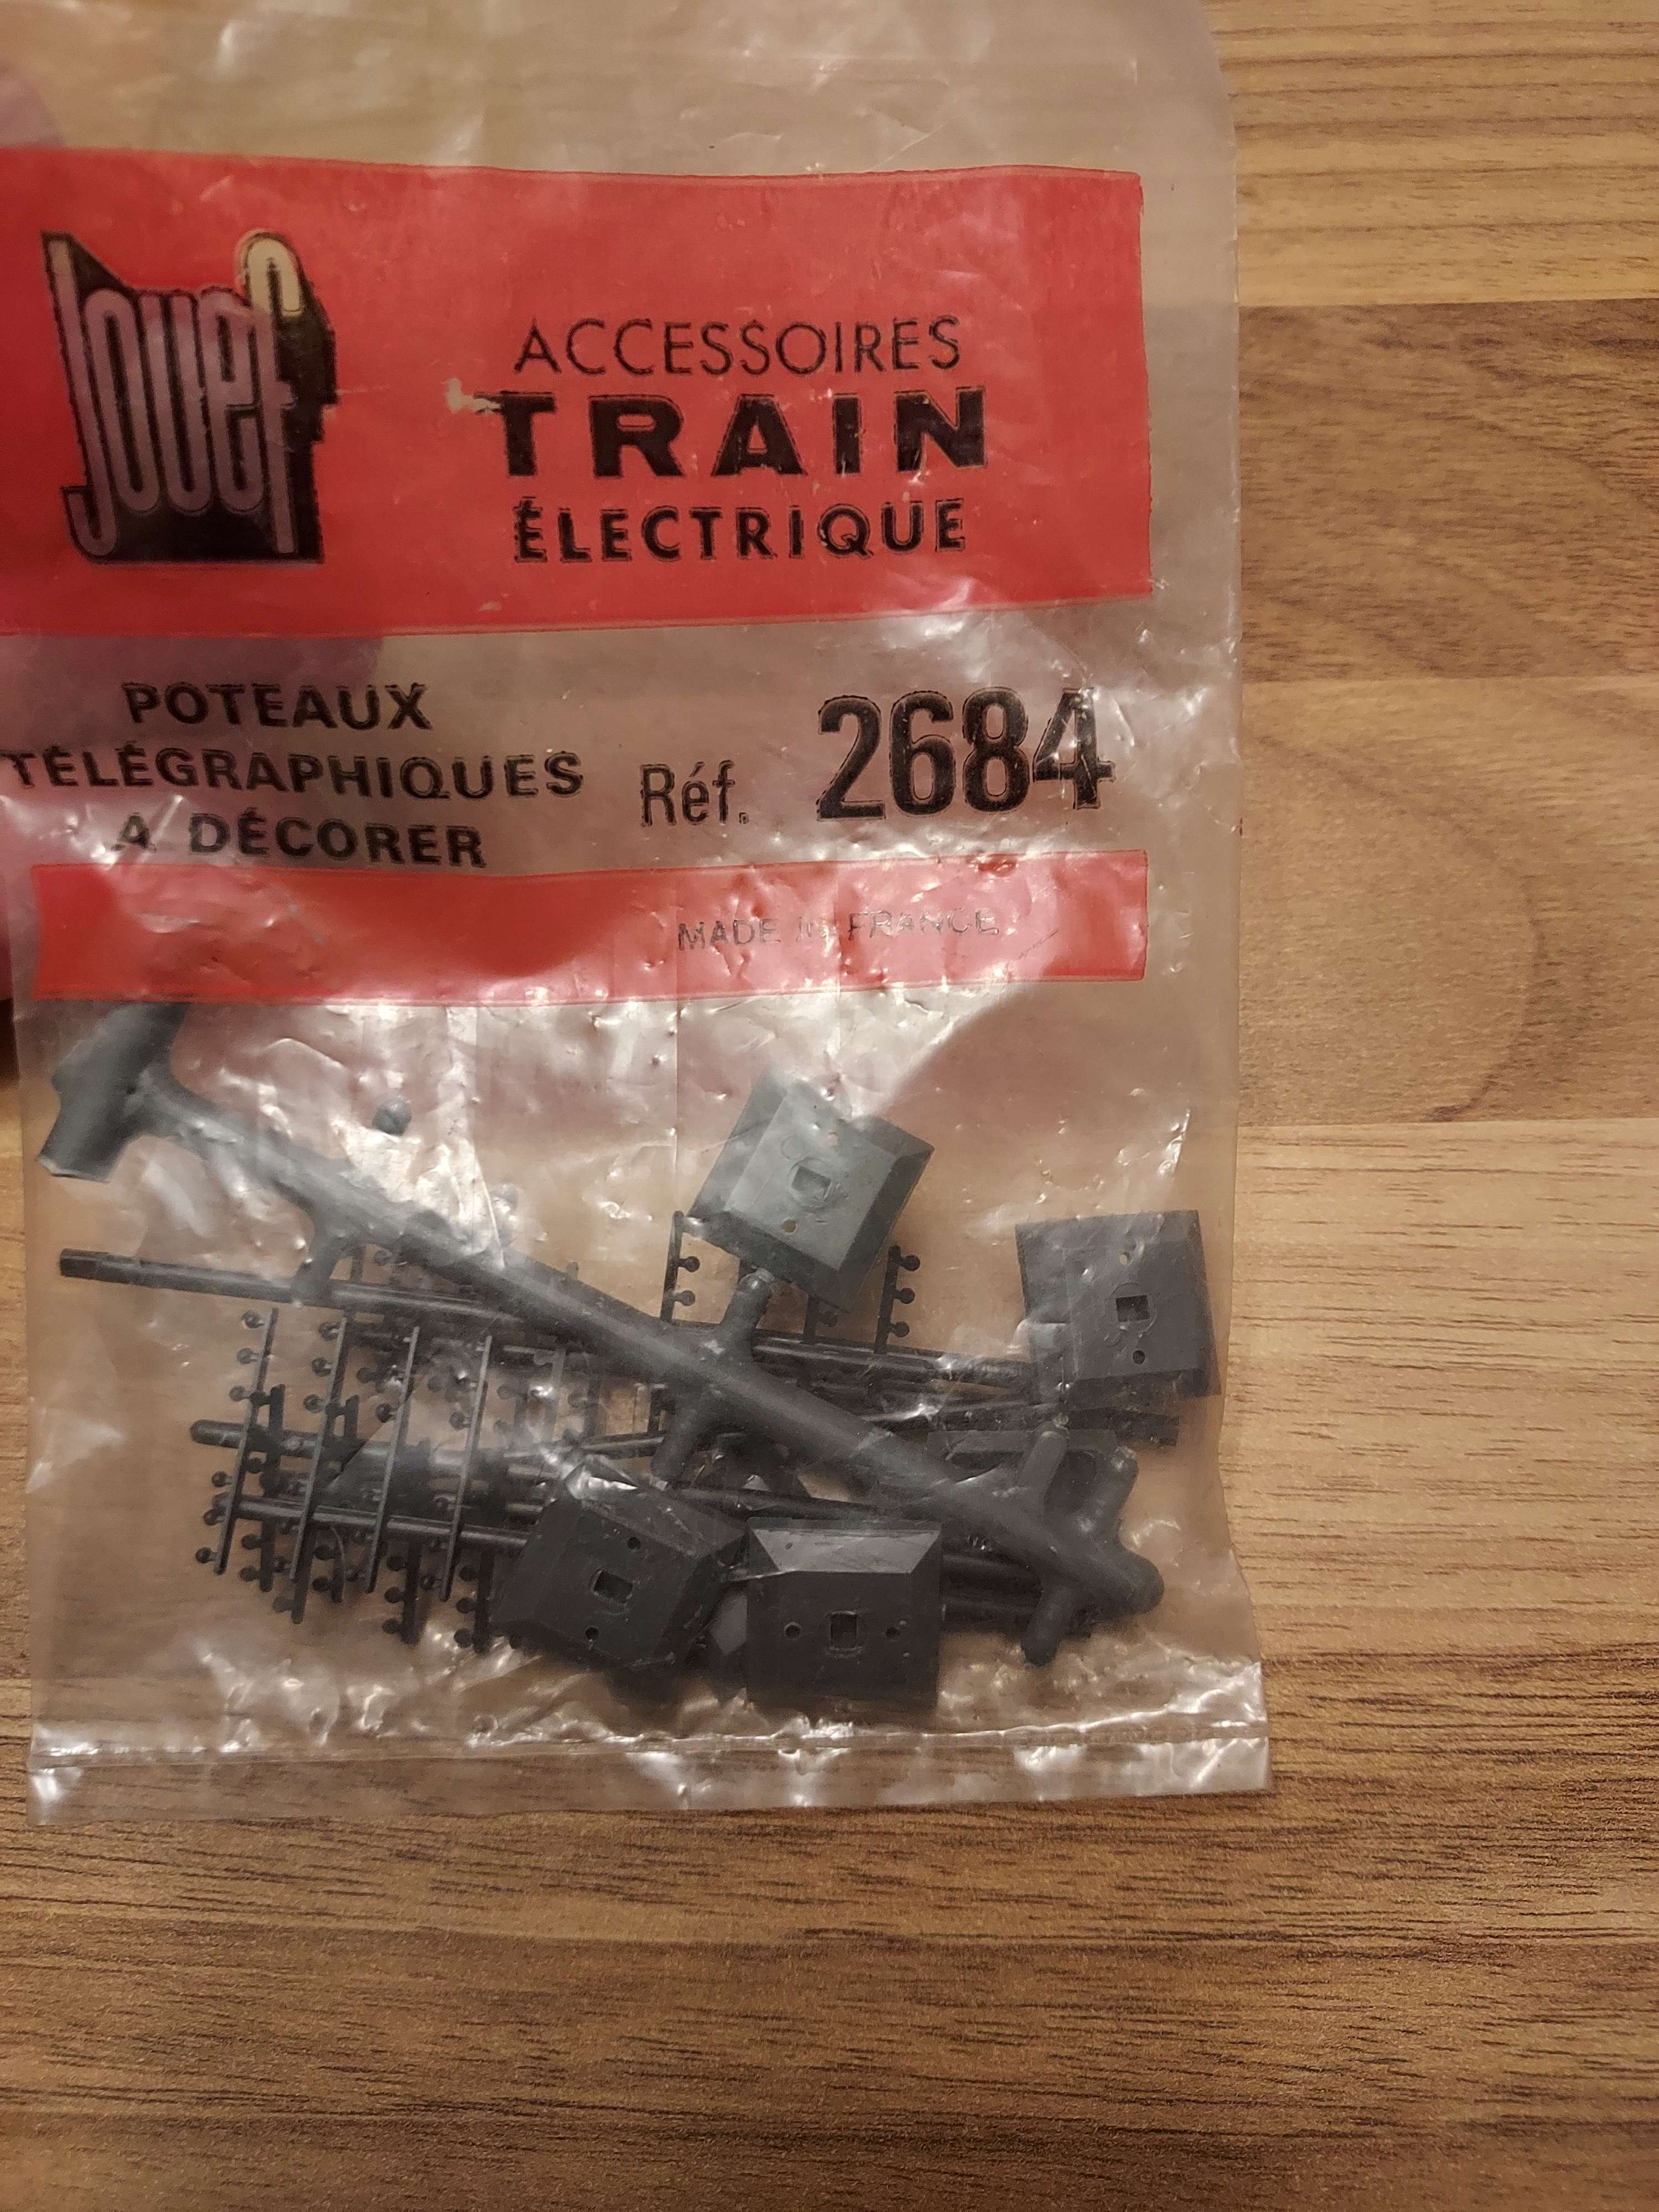 Jouef
ACCESSOIRES
TRAIN
ÉLECTRIQUE
POTEAUX
TÉLÉGRAPHIQUES
A DÉCORER
Réf. 2684
MADE in FRANCE